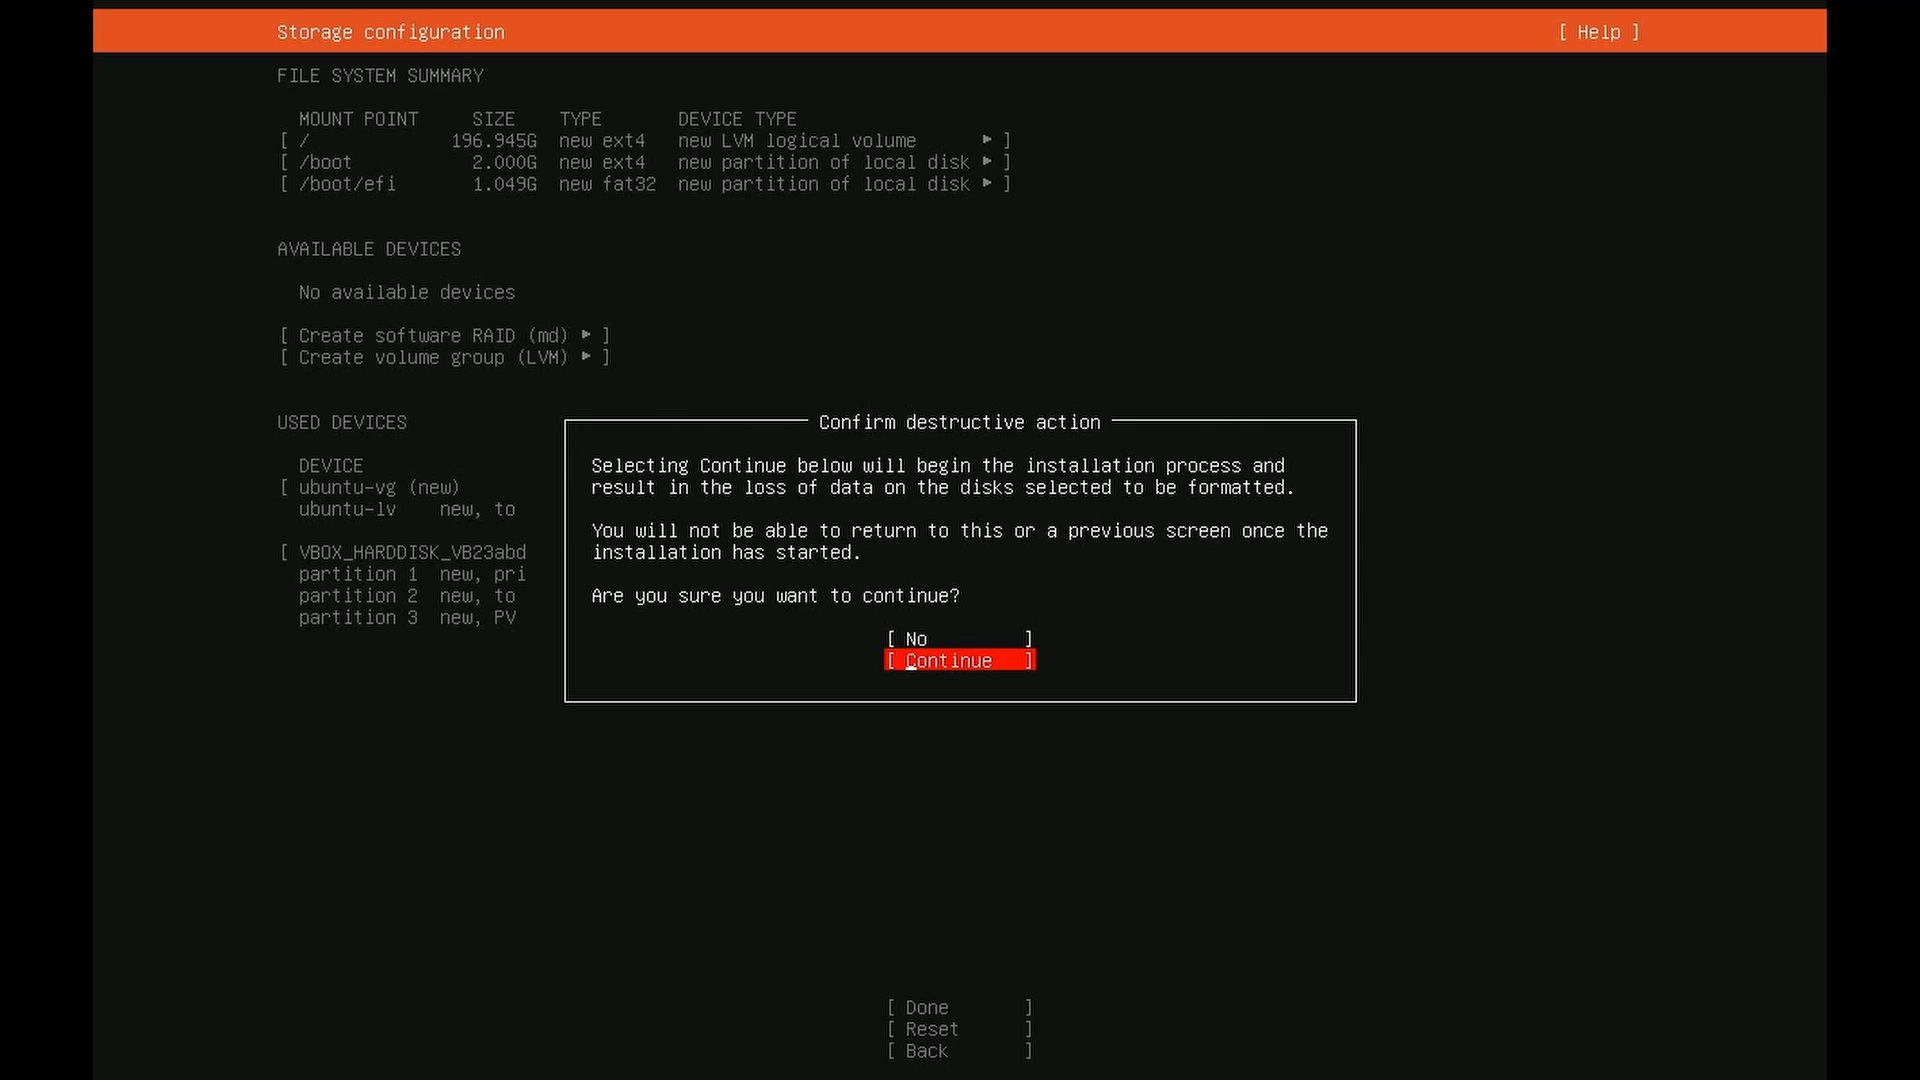 Storage configuration [ Help ]
FILE SYSTEM SUMMARY
MOUNT POINT SIZE TYPE DEVICE TYPE
[ / 196.945G new ext4 new LVM logical volume ▸ ]
[ /boot 2.000G new ext4 new partition of local disk ▸ ]
[ /boot/efi 1.049G new fat32 new partition of local disk ▸ ]
AVAILABLE DEVICES
No available devices
[ Create software RAID (md) ▸ ]
[ Create volume group (LVM) ▸ ]
USED DEVICES
DEVICE
[ ubuntu-vg (new)
ubuntu-lv new, to
[ VBOX_HARDDISK_VB23abd
partition 1 new, pri
partition 2 new, to
partition 3 new, PV
Confirm destructive action
Selecting Continue below will begin the installation process and
result in the loss of data on the disks selected to be formatted.
You will not be able to return to this or a previous screen once the
installation has started.
Are you sure you want to continue?
[ No ]
[ Continue ]
[ Done ]
[ Reset ]
[ Back ]